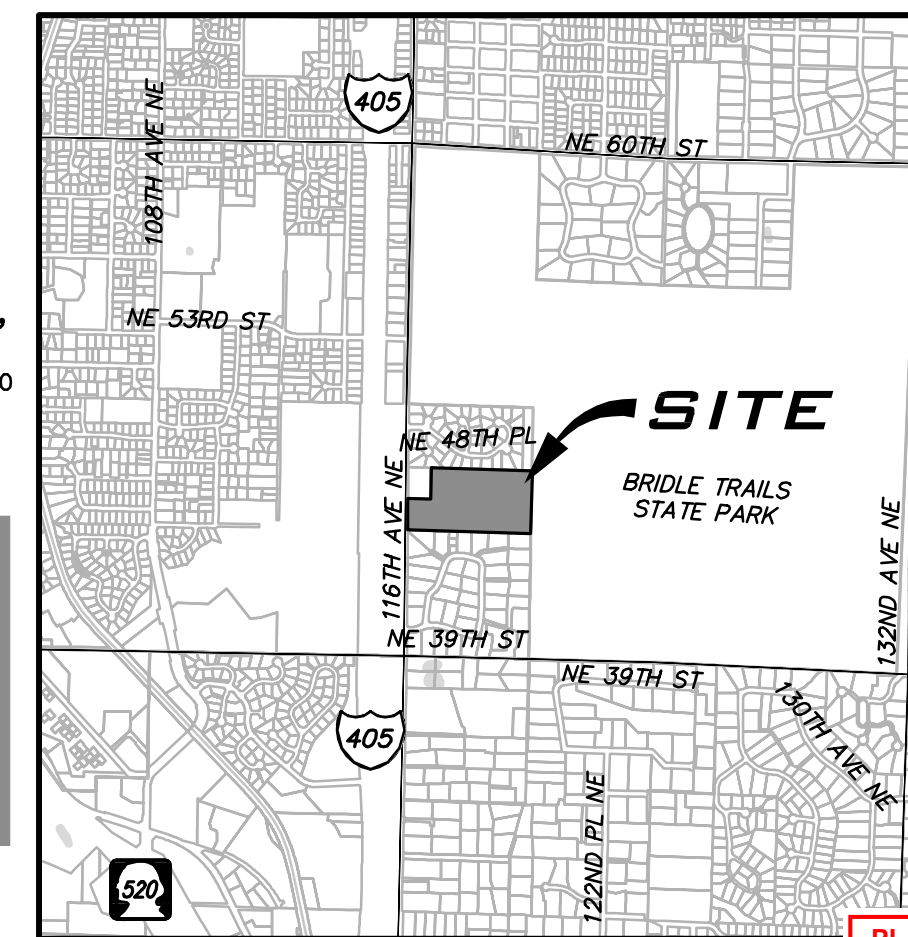 405
108TH AVE NE
NE 60TH ST
NE 53RD ST
,
0
SITE
NE 48TH PL
BRIDLE TRAILS
STATE PARK
116TH AVE NE
132ND AVE NE
NE 39TH ST
NE 39TH ST
130TH AVE NE
405
122ND PL NE
520